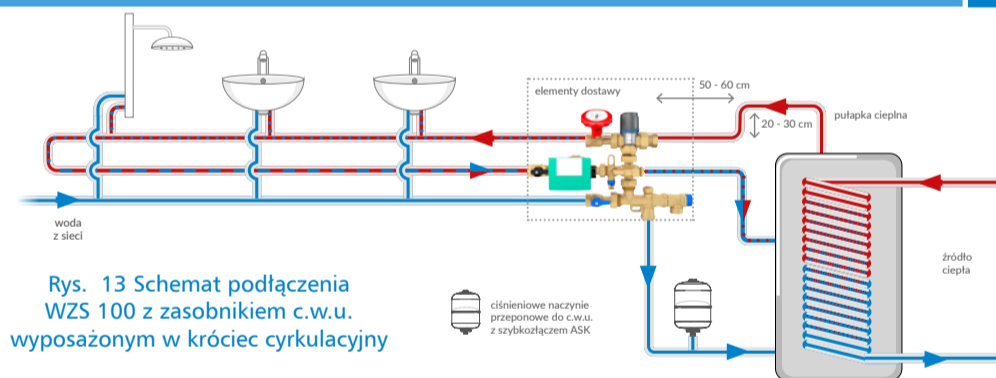 elementy dostawy
50 - 60 cm
20 - 30 cm
pułapka cieplna
woda
z sieci
źródło
ciepła
Rys. 13 Schemat podłączenia
WZS 100 z zasobnikiem c.w.u.
wyposażonym w króciec cyrkulacyjny
ciśnieniowe naczynie
przeponowe do c.w.u.
z szybkozłączem ASK